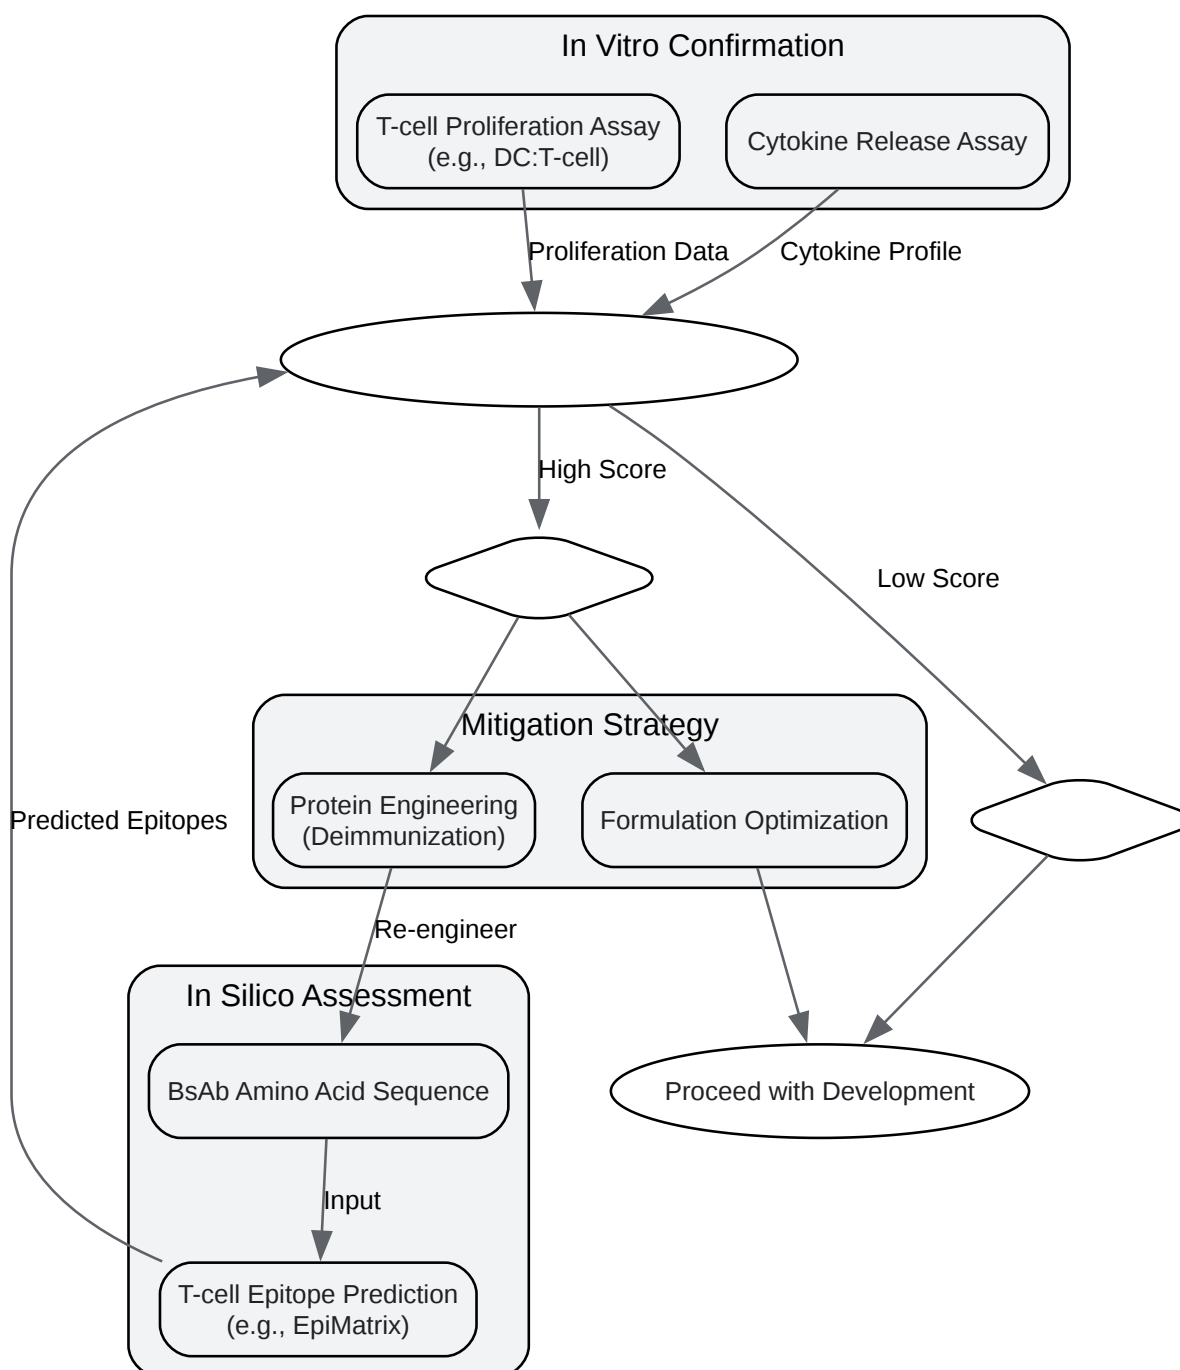 In Vitro Confirmation
T-cell Proliferation Assay
(e.g., DC:T-cell)
Cytokine Release Assay
Proliferation Data
Cytokine Profile
High Score
Low Score
Mitigation Strategy
Protein Engineering
(Deimmunization)
Formulation Optimization
Predicted Epitopes
Re-engineer
In Silico Assessment
BsAb Amino Acid Sequence
Proceed with Development
Input
T-cell Epitope Prediction
(e.g., EpiMatrix)